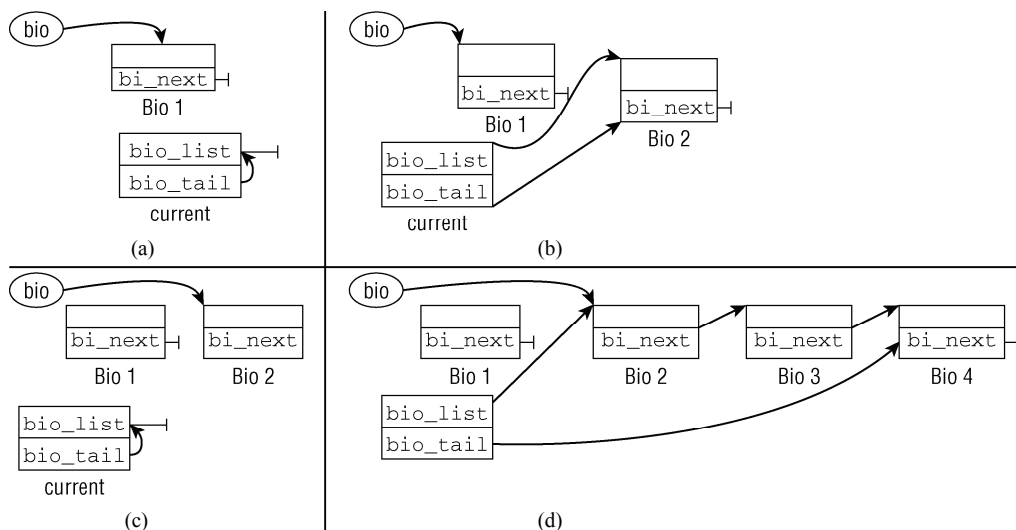 bio
bi_next
Bio 1
bio_list
bio_tail
current
(a)
bio
bi_next
Bio 1
bi_next
Bio 2
bio_list
bio_tail
current
(b)
bio
bi_next
Bio 1
bi_next
Bio 2
bio_list
bio_tail
current
(c)
bio
bi_next
Bio 1
bi_next
Bio 2
bi_next
Bio 3
bi_next
Bio 4
bio_list
bio_tail
(d)